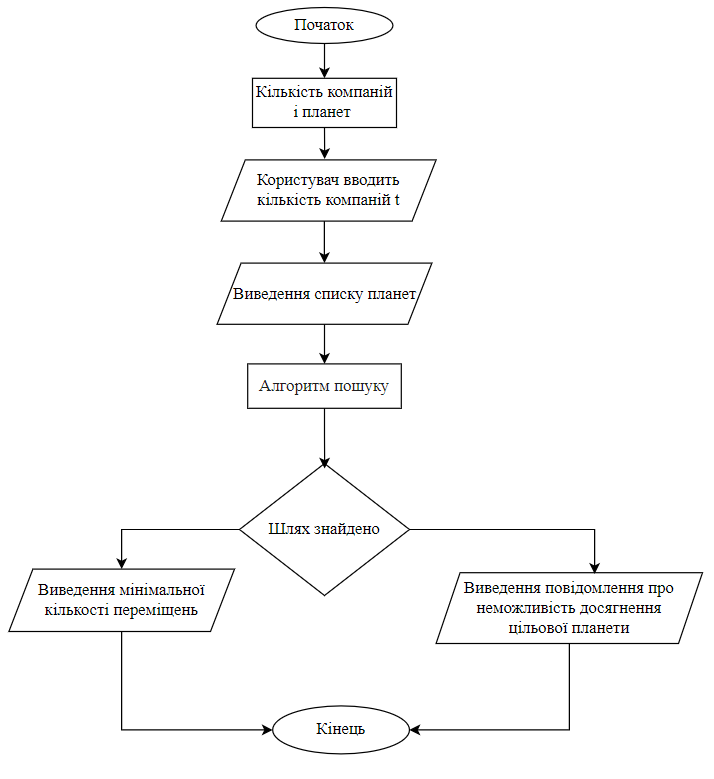 Початок
Кількість компаній
і планет
Користувач вводить
кількість компаній t
Виведення списку планет
Алгоритм пошуку
Шлях знайдено
Виведення мінімальної
кількості переміщень
Виведення повідомлення про
неможливість досягнення
цільової планети
Кінець